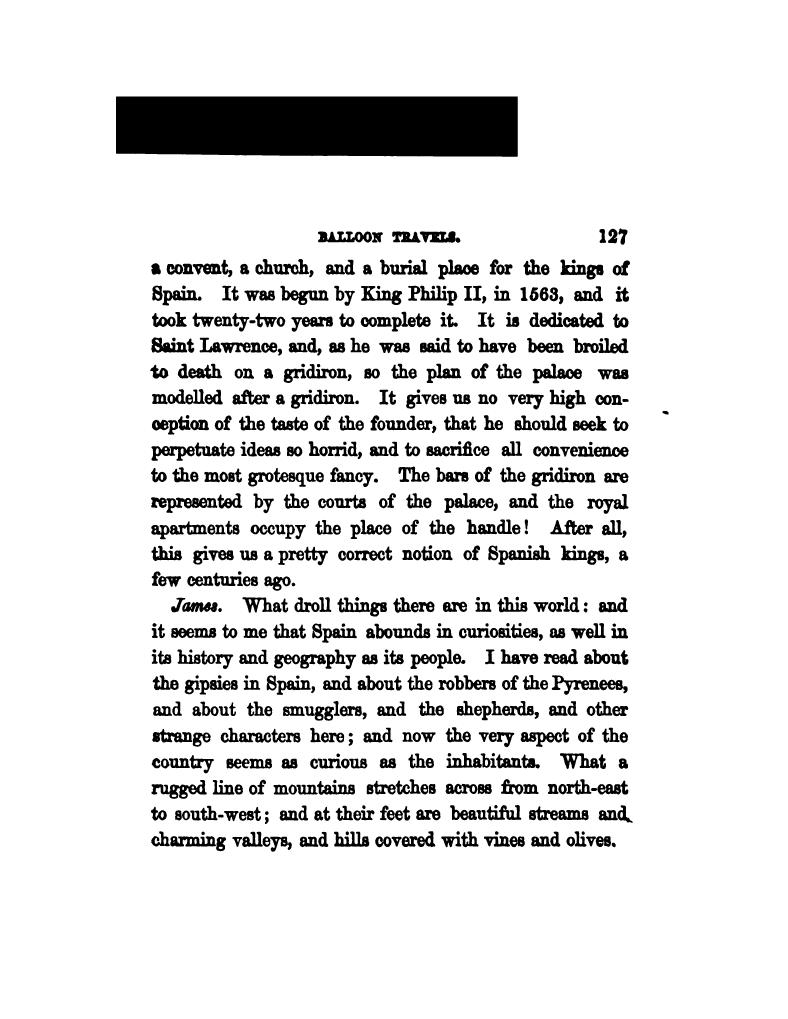 BALLOON TRAVELS. 127
a convent, a church, and a burial place for the kings of
Spain. It was begun by King Philip II, in 1563, and it
took twenty-two years to complete it. It is dedicated to
Saint Lawrence, and, as he was said to have been broiled
to death on a gridiron, so the plan of the palace was
modelled after a gridiron. It gives us no very high con-
ception of the taste of the founder, that he should seek to
perpetuate ideas so horrid, and to sacrifice all convenience
to the most grotesque fancy. The bars of the gridiron are
represented by the courts of the palace, and the royal
apartments occupy the place of the handle! After all,
this gives us a pretty correct notion of Spanish kings, a
few centuries ago.
James. What droll things there are in this world: and
it seems to me that Spain abounds in curiosities, as well in
its history and geography as its people. I have read about
the gipsies in Spain, and about the robbers of the Pyrenees,
and about the smugglers, and the shepherds, and other
strange characters here; and now the very aspect of the
country seems as curious as the inhabitants. What a
rugged line of mountains stretches across from north-east
to south-west; and at their feet are beautiful streams and
charming valleys, and hills covered with vines and olives.